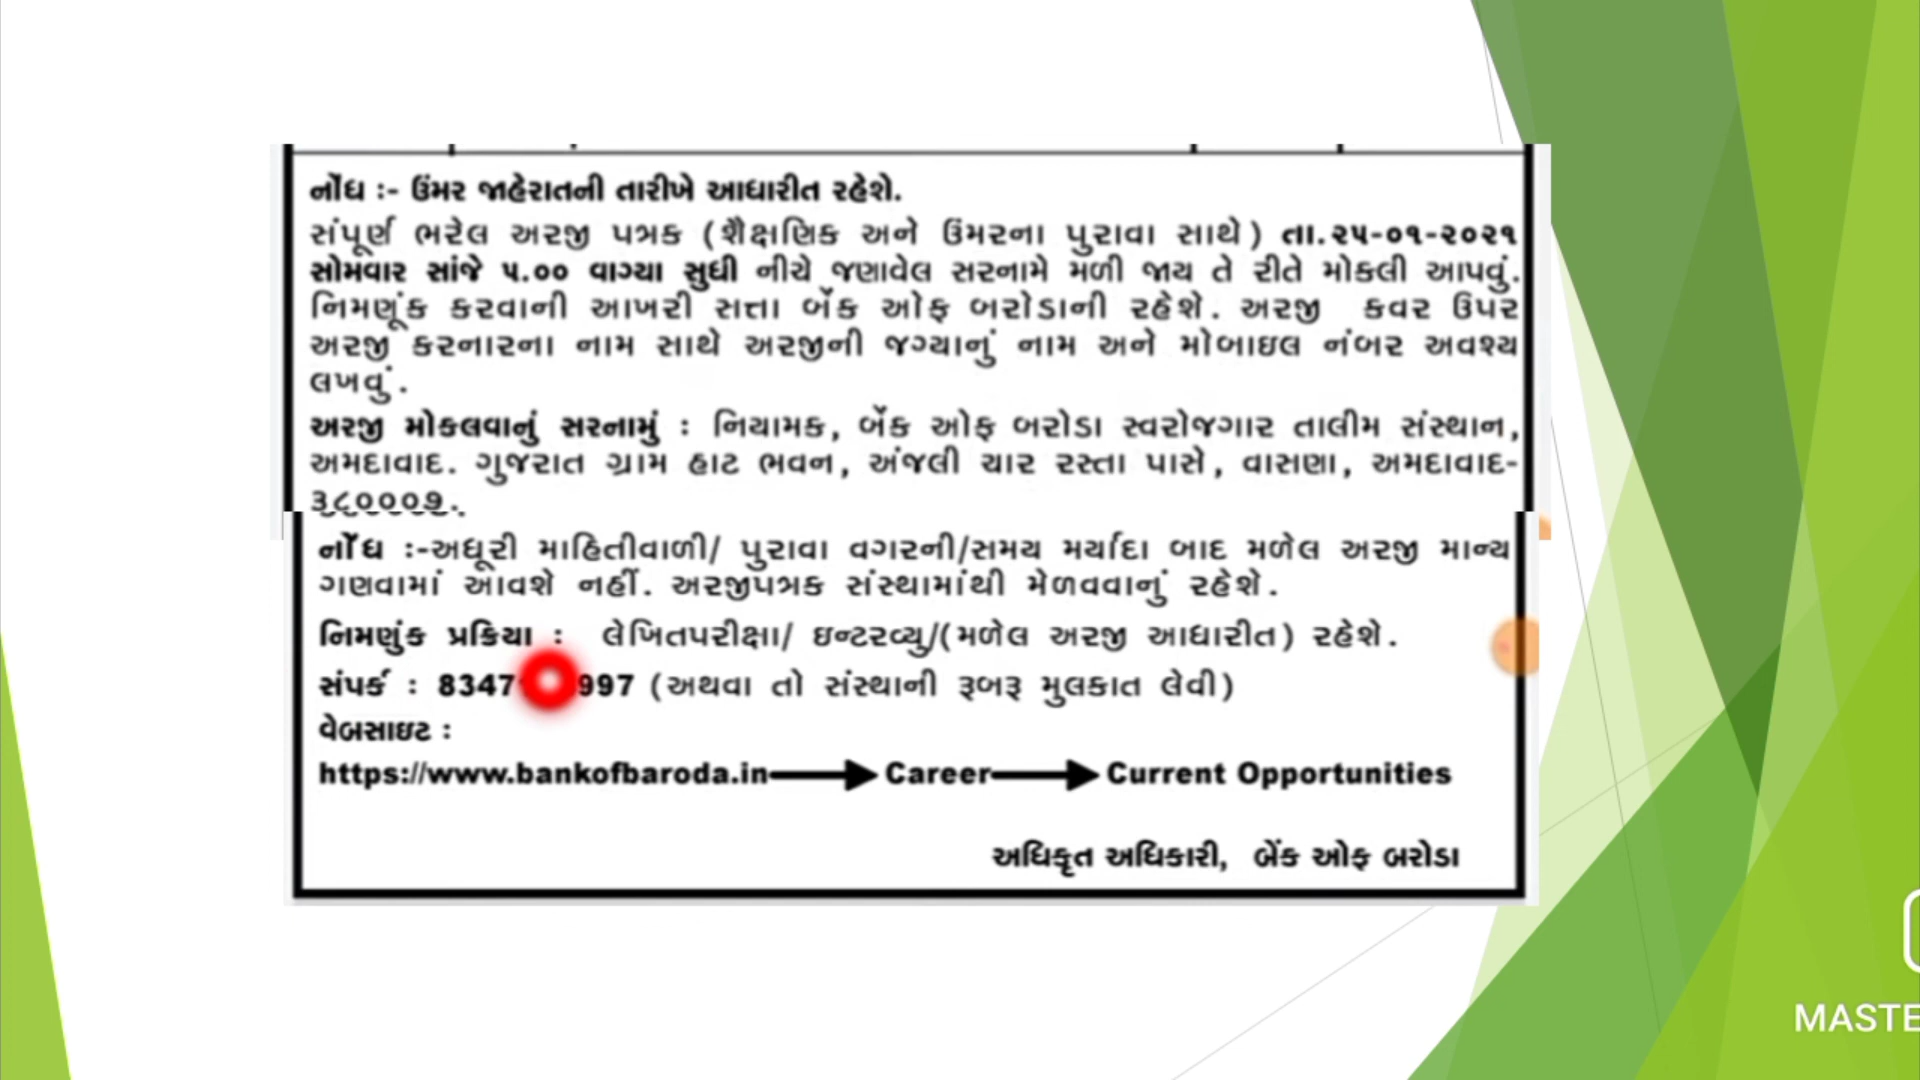 નોંધ :- ઉંમર જાહેરાતની તારીખે આધારીત રહેશે.
સંપૂર્ણ ભરેલ અરજી પત્રક (શૈક્ષણિક અને ઉંમરના પુરાવા સાથે) તા.૨૫-૦૧-૨૦૨૧
સોમવાર સાંજે ૫.૦૦ વાગ્યા સુધી નીચે જણાવેલ સરનામે મળી જાય તે રીતે મોકલી આપવું.
નિમણૂંક કરવાની આખરી સત્તા બેંક ઓફ બરોડાની રહેશે. અરજી કવર ઉપર
અરજી કરનારના નામ સાથે અરજીની જગ્યાનું નામ અને મોબાઇલ નંબર અવશ્ય
લખવું.
અરજી મોકલવાનું સરનામું : નિયામક, બેંક ઓફ બરોડા સ્વરોજગાર તાલીમ સંસ્થાન,
અમદાવાદ. ગુજરાત ગ્રામ હાટ ભવન, અંજલી ચાર રસ્તા પાસે, વાસણા, અમદાવાદ-
૩૮૦૦૦૭.
નોંધ :-અધૂરી માહિતીવાળી/ પુરાવા વગરની/સમય મર્યાદા બાદ મળેલ અરજી માન્ય
ગણવામાં આવશે નહીં. અરજીપત્રક સંસ્થામાંથી મેળવવાનું રહેશે.
નિમણુંક પ્રક્રિયા : લેખિતપરીક્ષા/ ઇન્ટરવ્યુ/(મળેલ અરજી આધારીત) રહેશે.
સંપર્ક : 8347 997 (અથવા તો સંસ્થાની રૂબરૂ મુલકાત લેવી)
વેબસાઇટ :
https://www.bankofbaroda.in Career Current Opportunities
અધિકૃત અધિકારી, બેંક ઓફ બરોડા